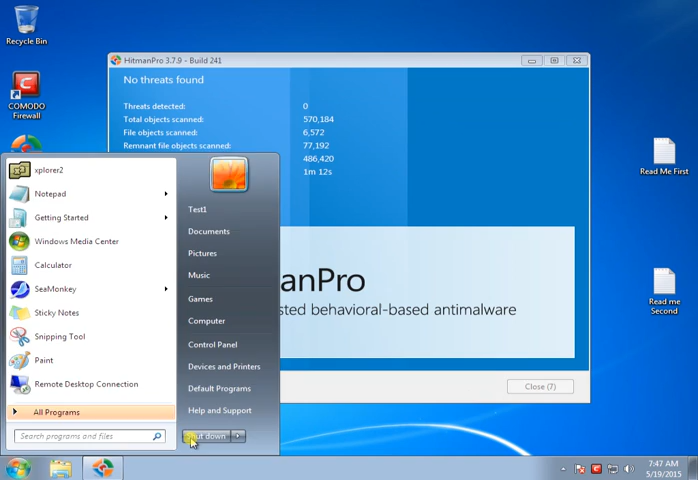 Recycle Bin
COMODO
Firewall
HitmanPro 3.7.9 - Build 241
No threats found
Threats detected: 0
Total objects scanned: 570,184
File objects scanned: 6,572
Remnant file objects scanned: 77,192
486,420
1m 12s
anPro
sted behavioral-based antimalware
Close (7)
Read Me First
Read me
Second
xplorer2
Notepad
Getting Started
Windows Media Center
Calculator
SeaMonkey
Sticky Notes
Snipping Tool
Paint
Remote Desktop Connection
All Programs
Search programs and files
Test1
Documents
Pictures
Music
Games
Computer
Control Panel
Devices and Printers
Default Programs
Help and Support
Shut down
7:47 AM
5/19/2015